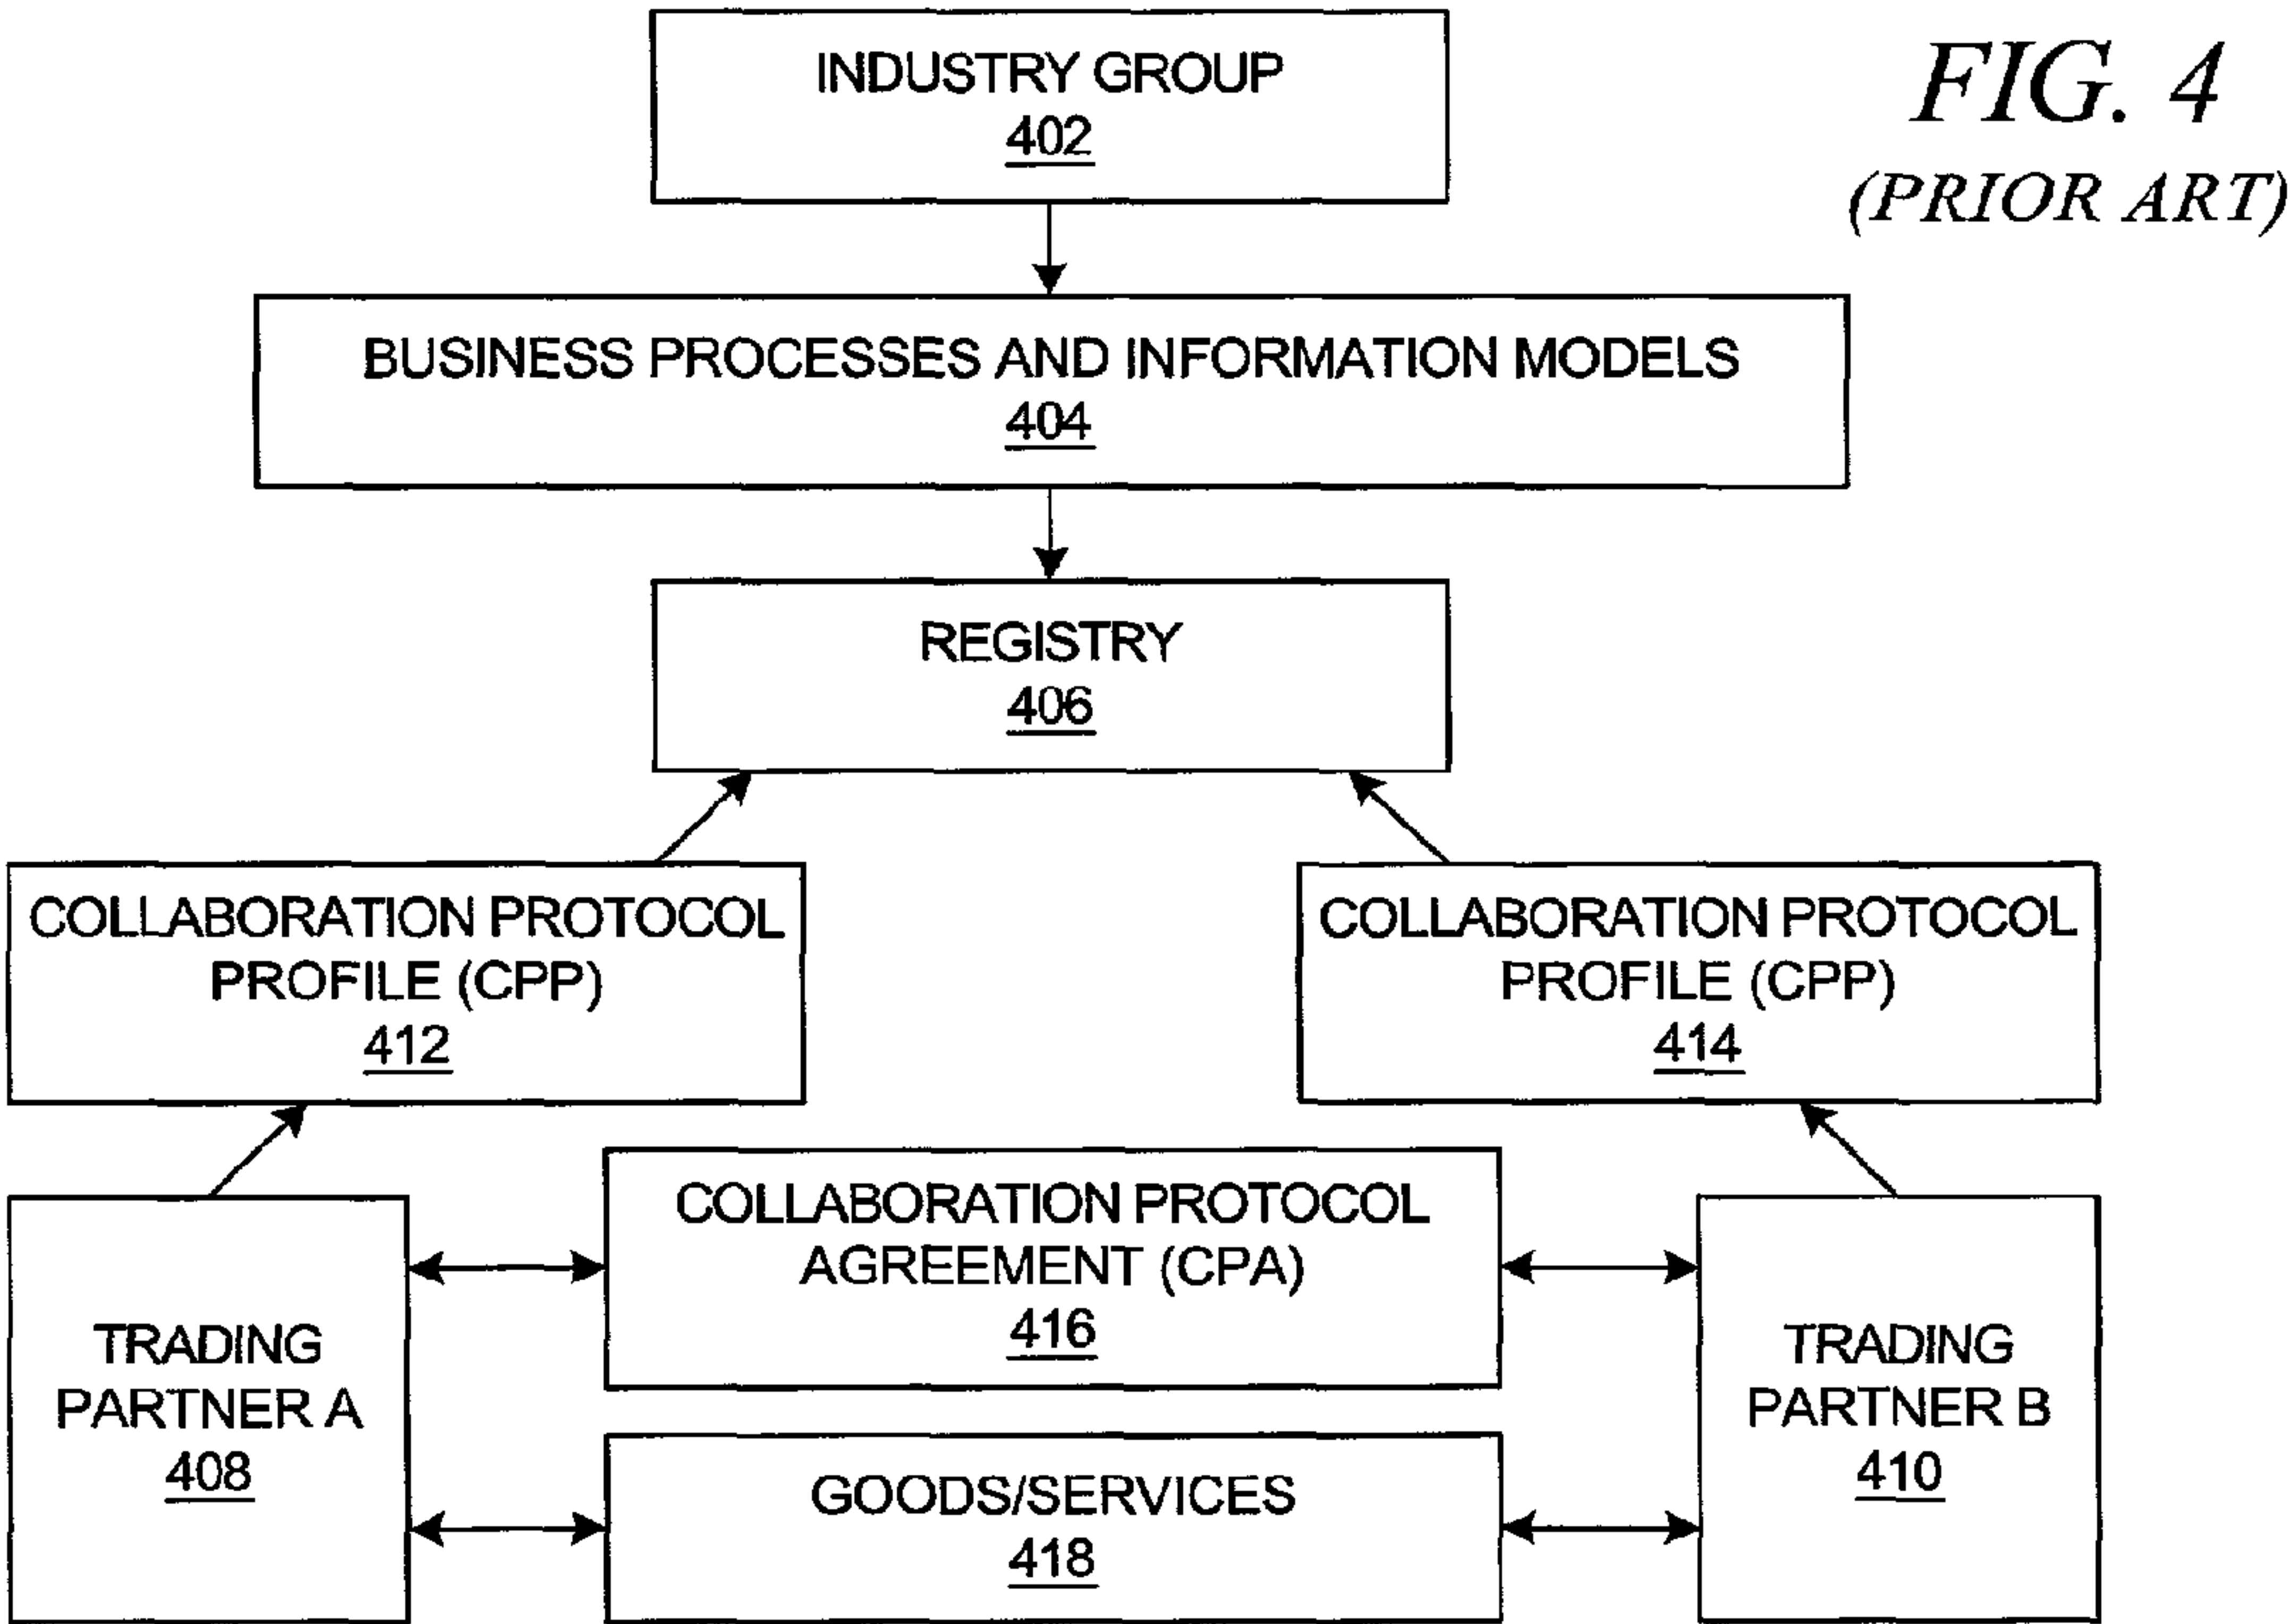 INDUSTRY GROUP
402
FIG. 4
(PRIOR ART)
BUSINESS PROCESSES AND INFORMATION MODELS
404
REGISTRY
406
COLLABORATION PROTOCOL
PROFILE (CPP)
412
COLLABORATION PROTOCOL
PROFILE (CPP)
414
TRADING
PARTNER A
408
COLLABORATION PROTOCOL
AGREEMENT (CPA)
416
GOODS/SERVICES
418
TRADING
PARTNER B
410